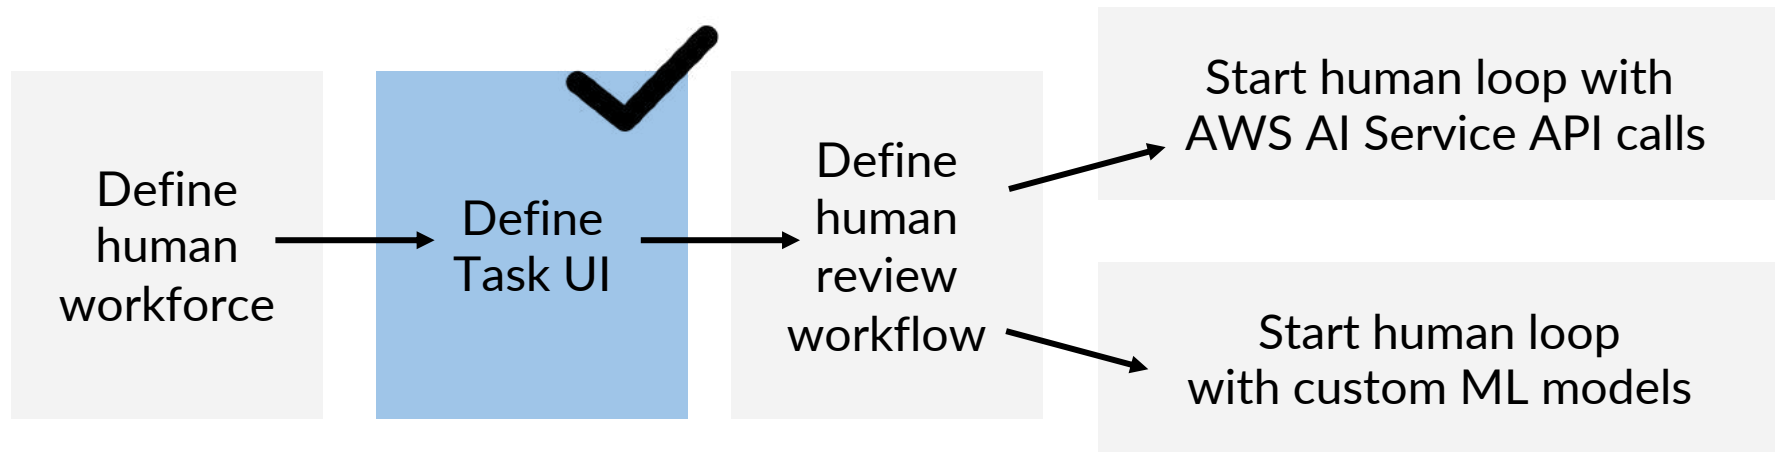 Define
human
workforce
Define
Task UI
Define
human
review
workflow
Start human loop with
AWS AI Service API calls
Start human loop
with custom ML models